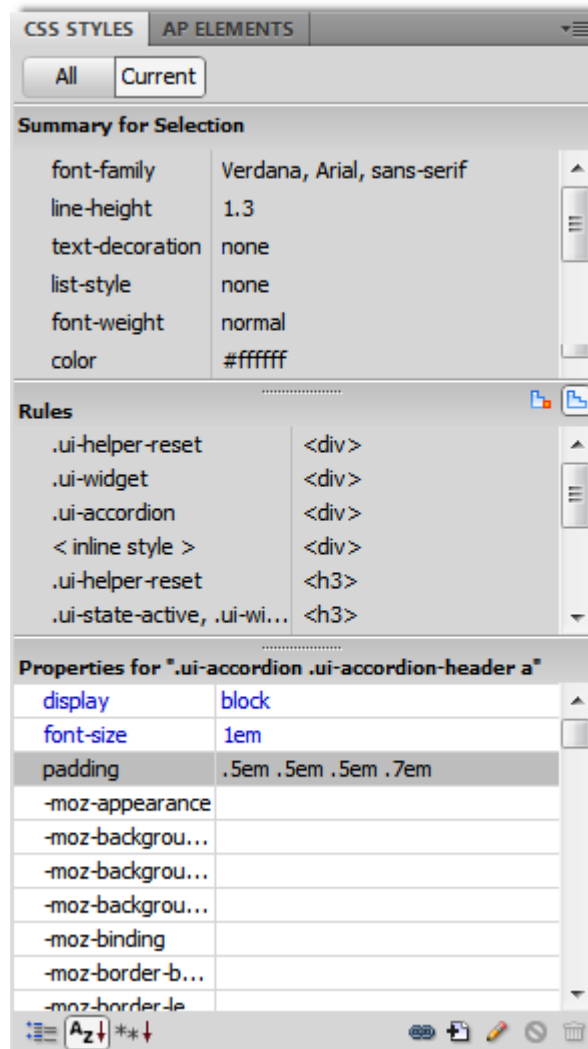 CSS STYLES AP ELEMENTS
All Current
Summary for Selection
font-family Verdana, Arial, sans-serif
line-height 1.3
text-decoration none
list-style none
font-weight normal
color #ffffff
Rules
.ui-helper-reset <div>
.ui-widget <div>
.ui-accordion <div>
< inline style > <div>
.ui-helper-reset <h3>
.ui-state-active, .ui-wi... <h3>
Properties for ".ui-accordion .ui-accordion-header a"
display block
font-size 1em
padding .5em .5em .5em .7em
-moz-appearance
-moz-backgrou...
-moz-backgrou...
-moz-backgrou...
-moz-binding
-moz-border-b...
-moz-border-le
Az **